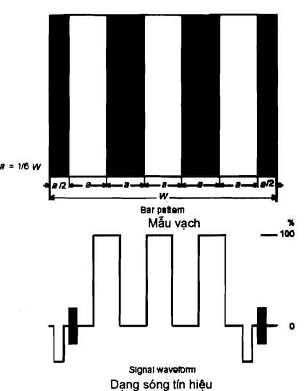 a = 1/6 W
a/2 a a a a a a/2
W
Bar pattern
Mẫu vạch
%
100
0
Signal waveform
Dạng sóng tín hiệu